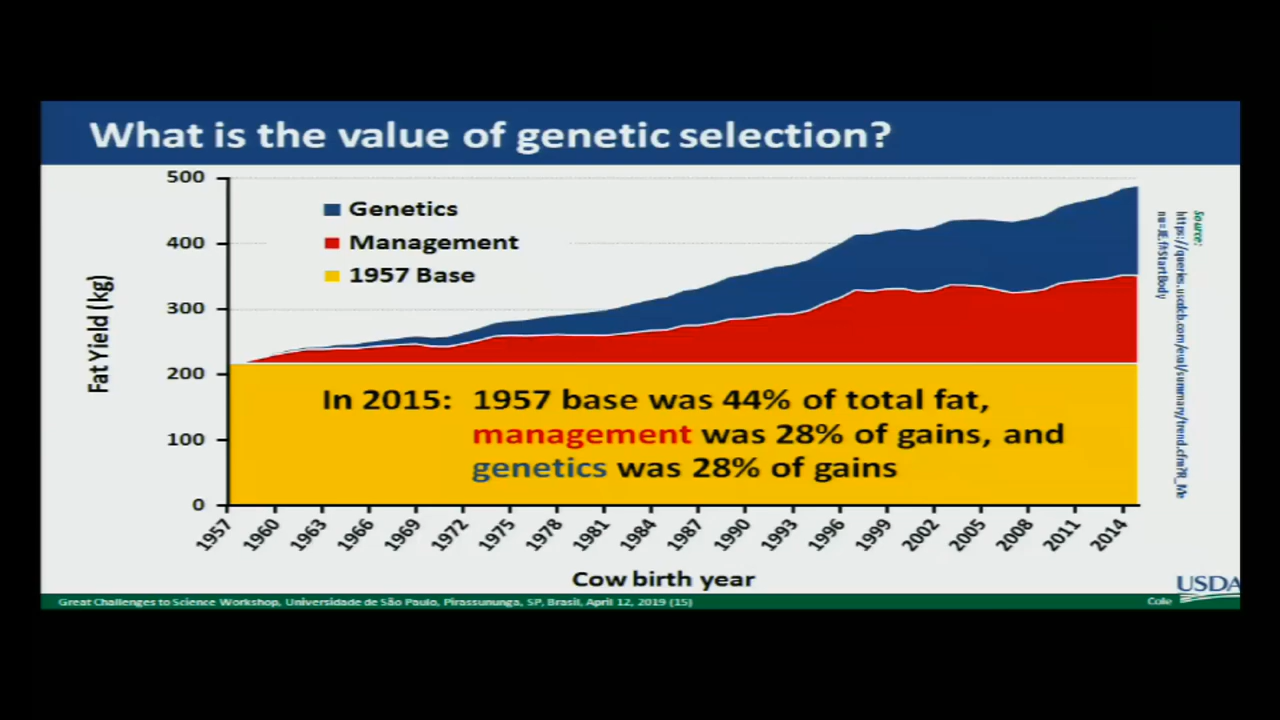 What is the value of genetic selection?
500
400
300
200
100
0
Fat Yield (kg)
Genetics
Management
1957 Base
In 2015: 1957 base was 44% of total fat,
management was 28% of gains, and
genetics was 28% of gains
1957
1960
1963
1966
1969
1972
1975
1978
1981
1984
1987
1990
1993
1996
1999
2002
2005
2008
2011
2014
Cow birth year
Source:
Great Challenges to Science Workshop, Universidade de São Paulo, Pirassununga, SP, Brasil, April 12, 2019 (15)
Cole
USDA